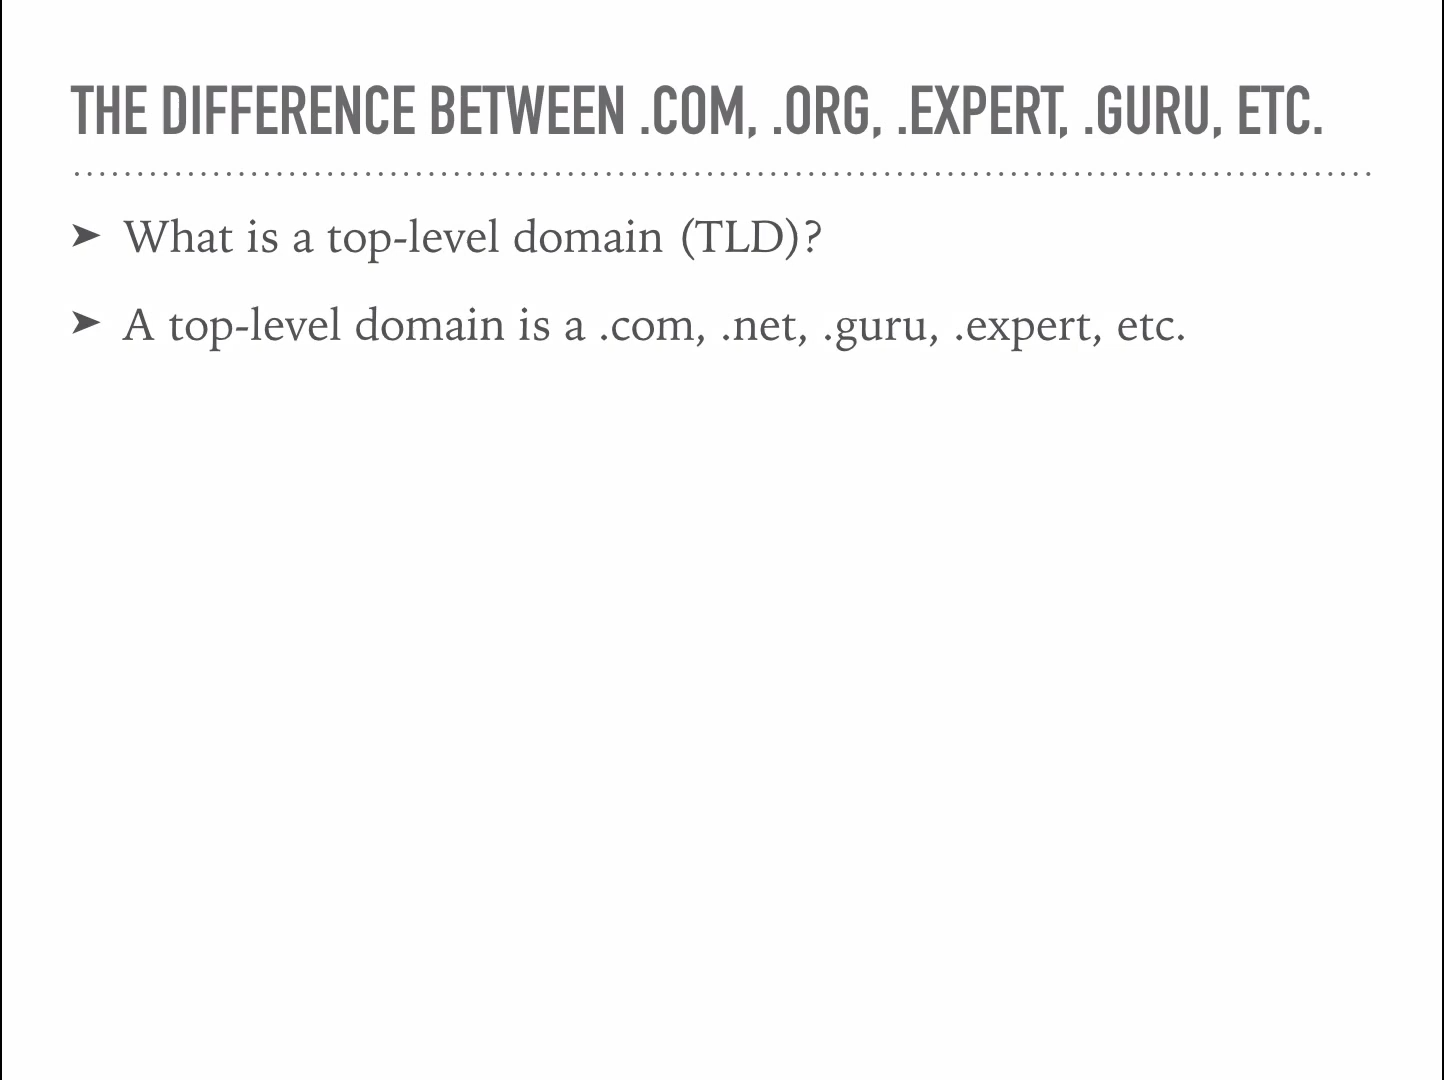 THE DIFFERENCE BETWEEN .COM, .ORG, .EXPERT, .GURU, ETC.
➤ What is a top-level domain (TLD)?
➤ A top-level domain is a .com, .net, .guru, .expert, etc.